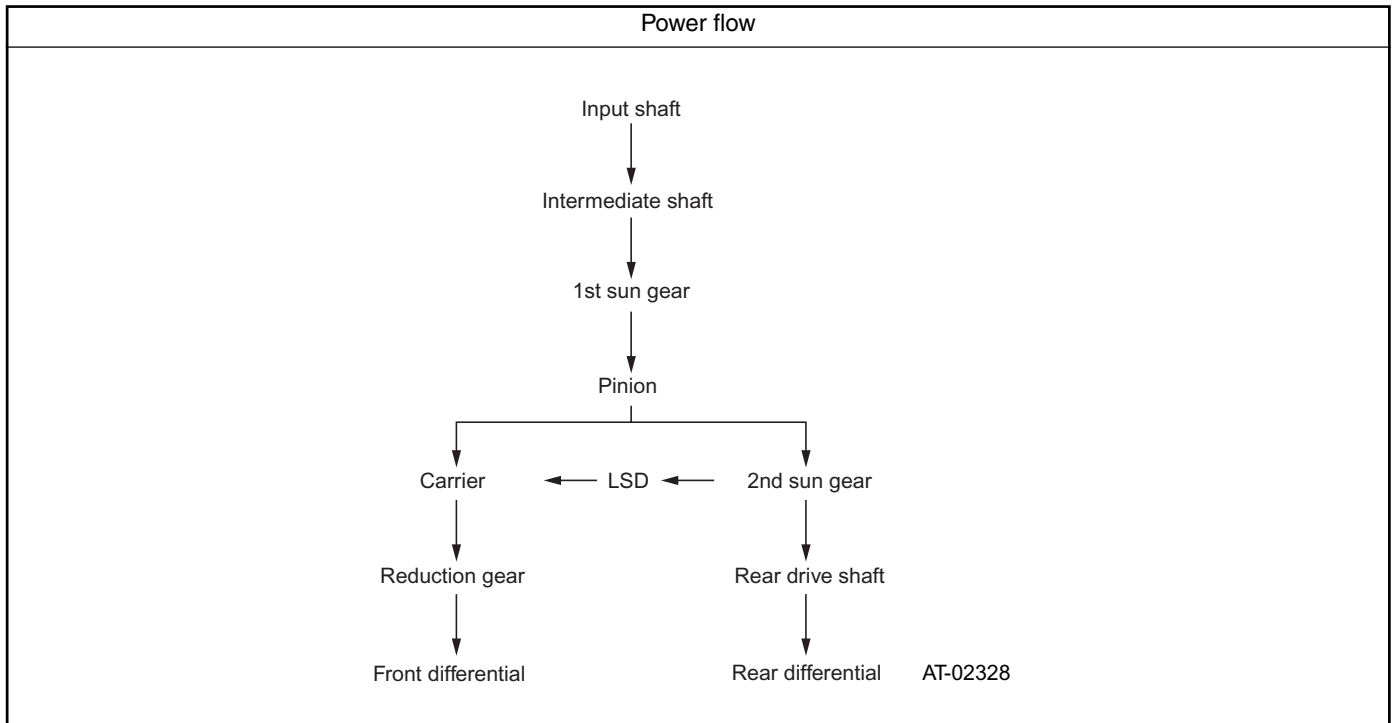 Power flow
Input shaft
Intermediate shaft
1st sun gear
Pinion
Carrier LSD 2nd sun gear
Reduction gear Rear drive shaft
Front differential Rear differential AT-02328